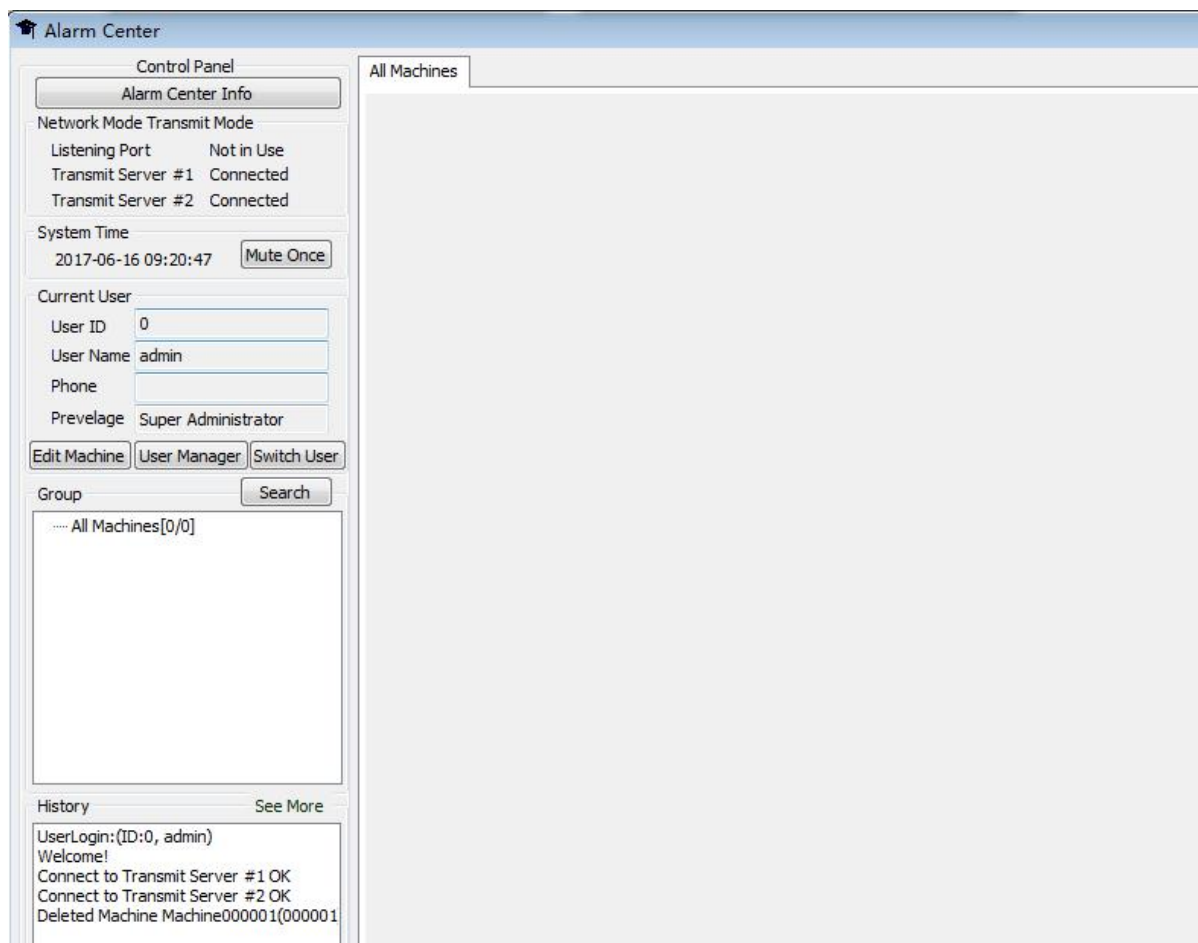 Alarm Center
Control Panel
Alarm Center Info
Network Mode Transmit Mode
Listening Port Not in Use
Transmit Server #1 Connected
Transmit Server #2 Connected
System Time
2017-06-16 09:20:47 Mute Once
Current User
User ID 0
User Name admin
Phone
Prevelage Super Administrator
Edit Machine User Manager Switch User
Group Search
All Machines[0/0]
History See More
UserLogin:(ID:0, admin)
Welcome!
Connect to Transmit Server #1 OK
Connect to Transmit Server #2 OK
Deleted Machine Machine000001(000001
All Machines